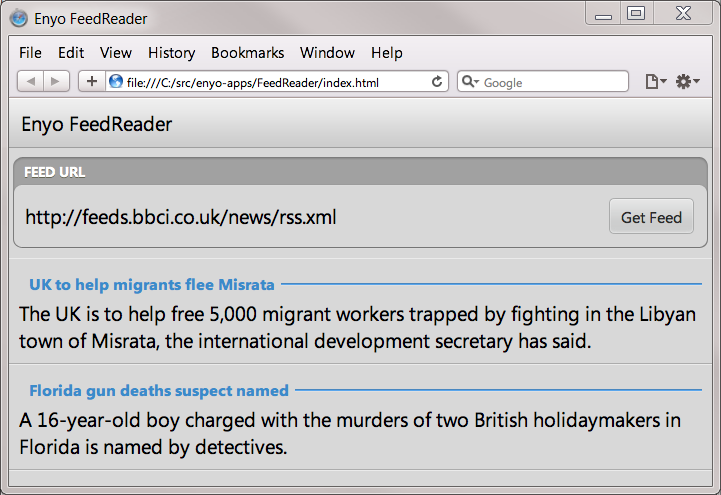 Enyo FeedReader
File Edit View History Bookmarks Window Help
file:///C:/src/enyo-apps/FeedReader/index.html Google
Enyo FeedReader
FEED URL
http://feeds.bbci.co.uk/news/rss.xml Get Feed
UK to help migrants flee Misrata
The UK is to help free 5,000 migrant workers trapped by fighting in the Libyan
town of Misrata, the international development secretary has said.
Florida gun deaths suspect named
A 16-year-old boy charged with the murders of two British holidaymakers in
Florida is named by detectives.